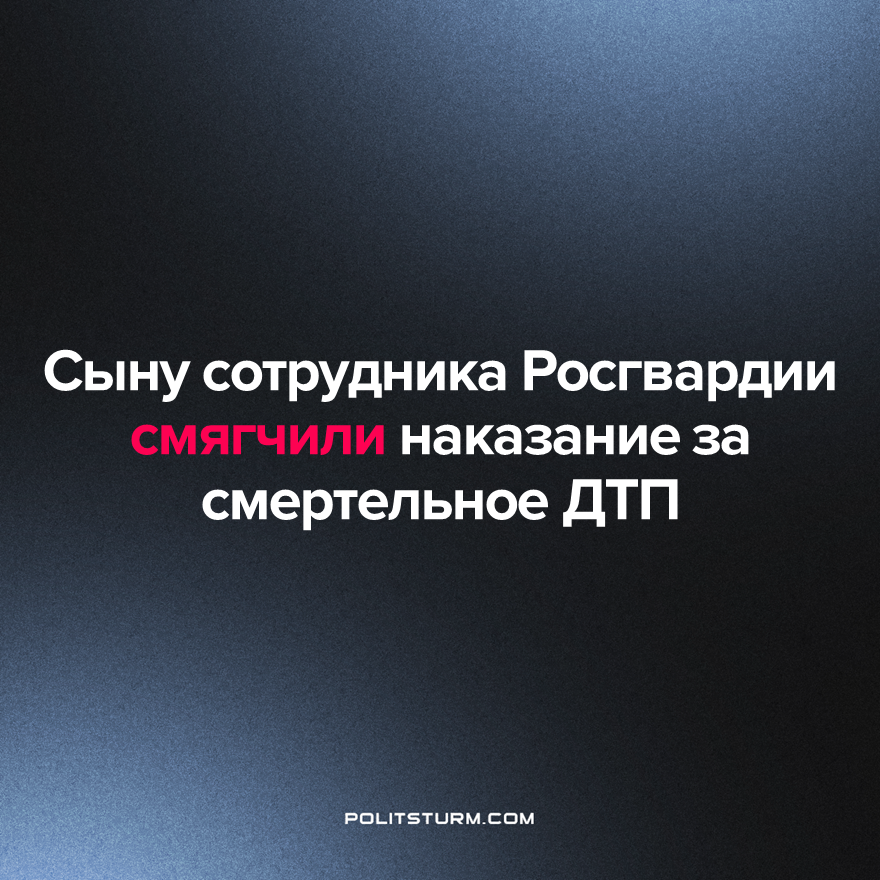 Сыну сотрудника Росгвардии
смягчили наказание за
смертельное ДТП
POLITSTURM.COM